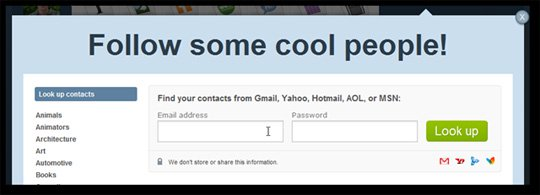 Follow some cool people!
Look up contacts
Find your contacts from Gmail, Yahoo, Hotmail, AOL, or MSN:
Email address
Password
Look up
We don't store or share this information.
Animals
Animators
Architecture
Art
Automotive
Books